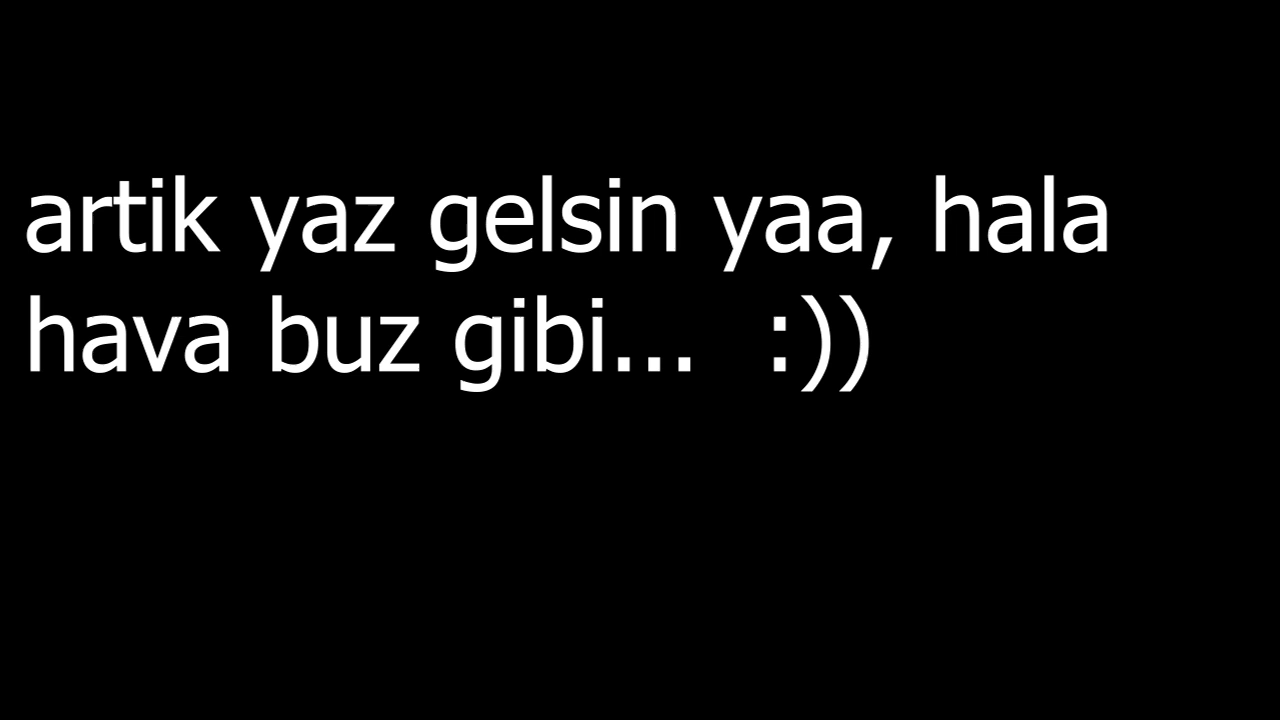 artik yaz gelsin yaa, hala
hava buz gibi...  :))